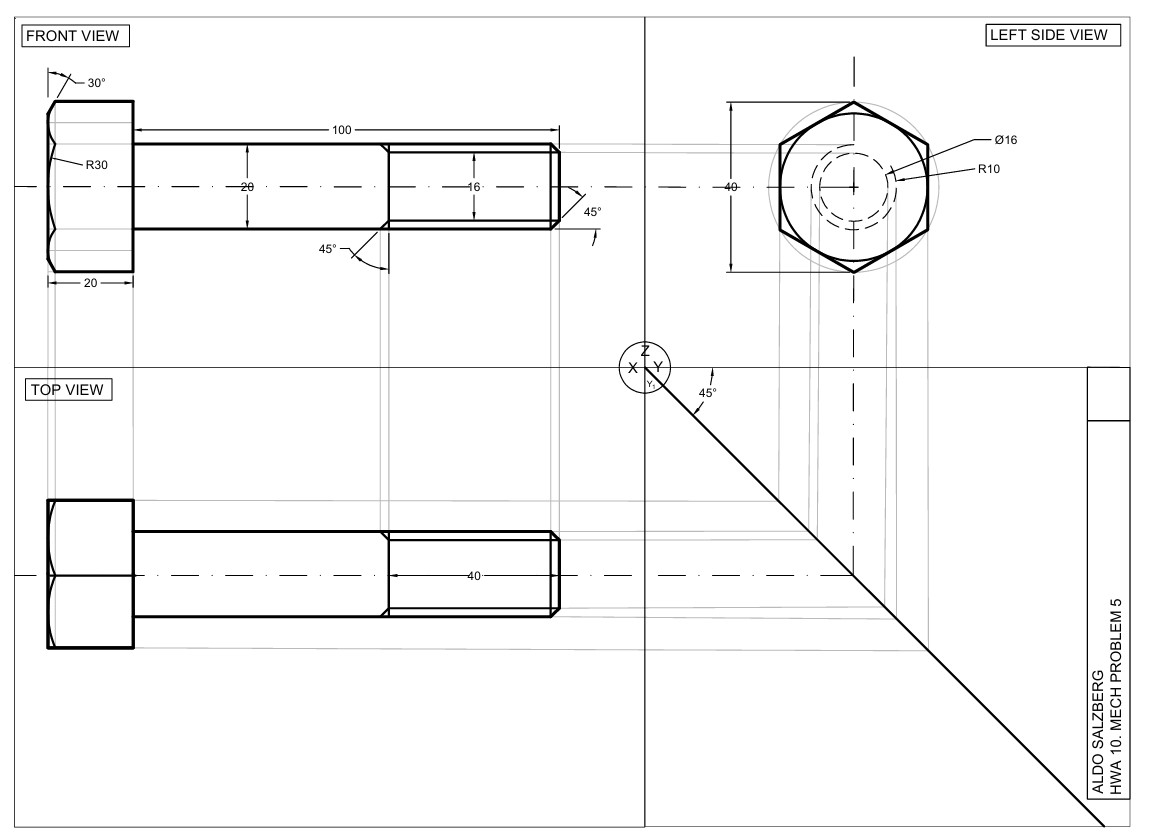 FRONT VIEW
LEFT SIDE VIEW
30°
100
Ø16
R30
R10
20
16
40
45°
45°
20
Z
X Y
Y₁
TOP VIEW
45°
40
ALDO SALZBERG
HWA 10. MECH PROBLEM 5